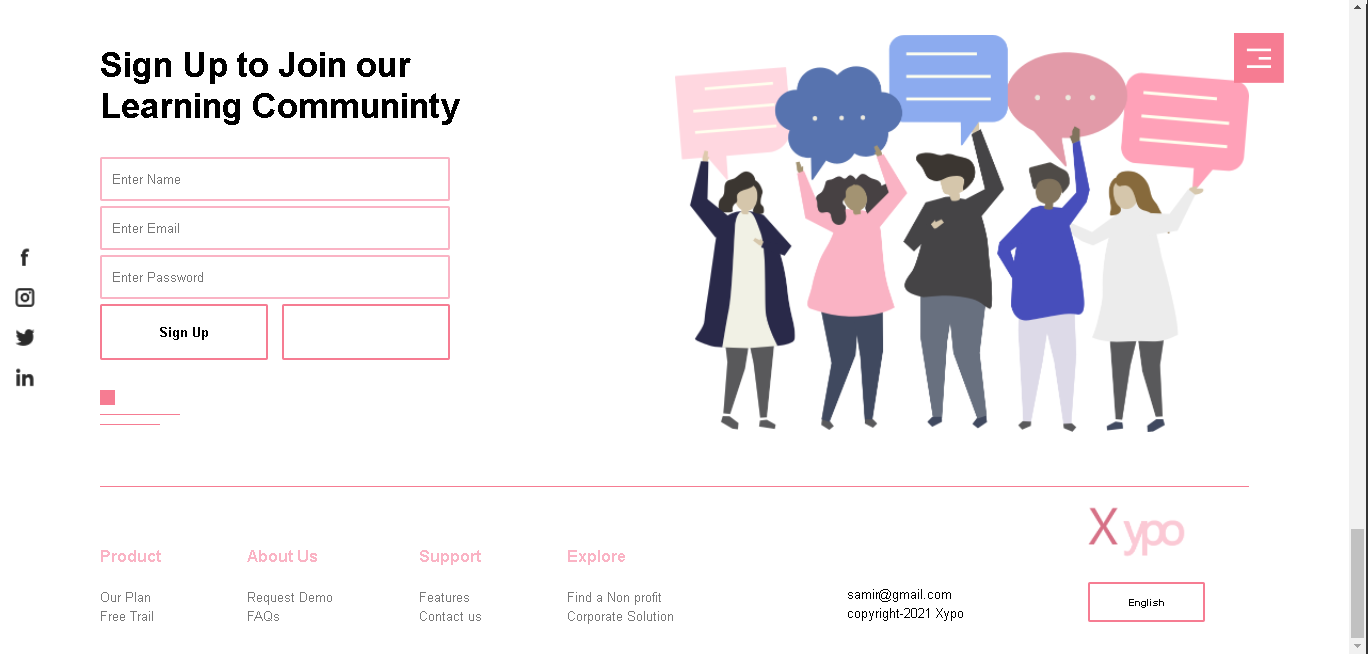 Sign Up to Join our
Learning Communinty
Enter Name
Enter Email
Enter Password
Sign Up
Product
Our Plan
Free Trail
About Us
Request Demo
FAQs
Support
Features
Contact us
Explore
Find a Non profit
Corporate Solution
samir@gmail.com
copyright-2021 Xypo
Xypo
English